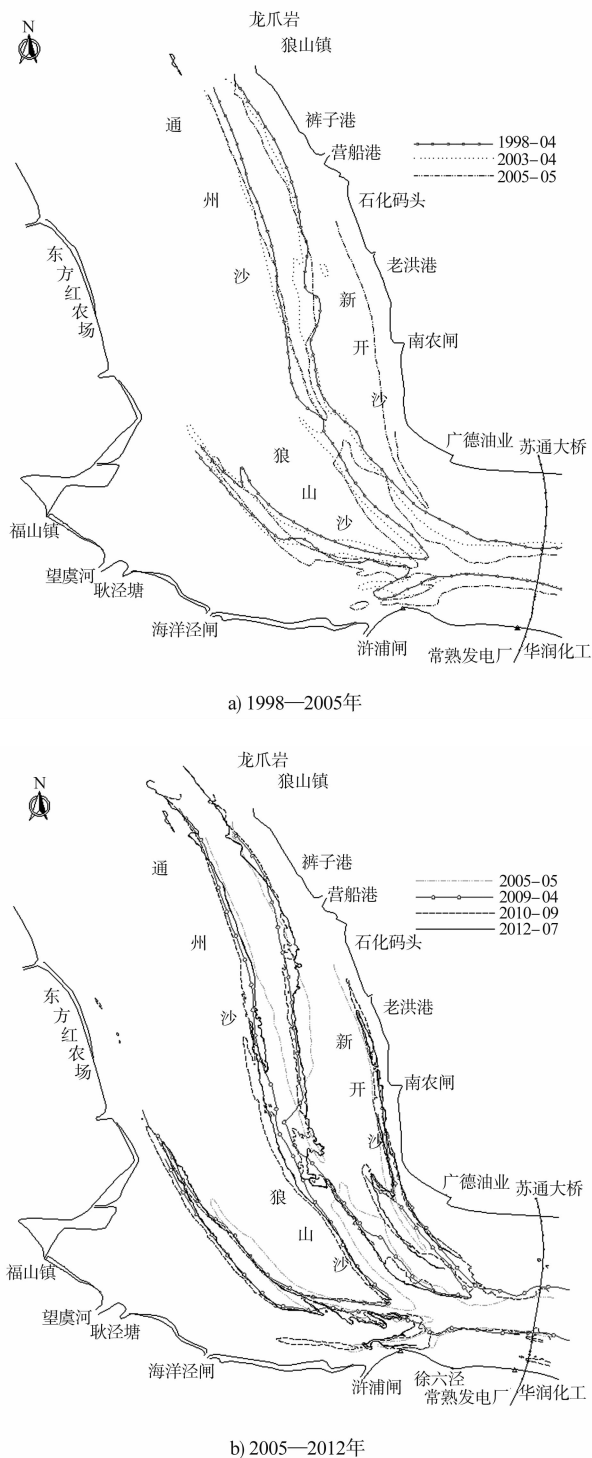 龙爪岩
N
狼山镇
通
裤子港
1998-04
营船港
2003-04
2005-05
州
石化码头
东方红农场
沙
老洪港
新
开
南农闸
沙
广德油业
苏通大桥
狼
山
沙
福山镇
望虞河
耿泾塘
海洋泾闸
浒浦闸
常熟发电厂
华润化工
a) 1998—2005年
龙爪岩
狼山镇
N
通
裤子港
2005-05
营船港
2009-04
2010-09
2012-07
州
石化码头
东方红农场
沙
老洪港
新
开
南农闸
沙
广德油业
苏通大桥
狼
山
沙
福山镇
望虞河
耿泾塘
海洋泾闸
浒浦闸
徐六泾
常熟发电厂
华润化工
b) 2005—2012年